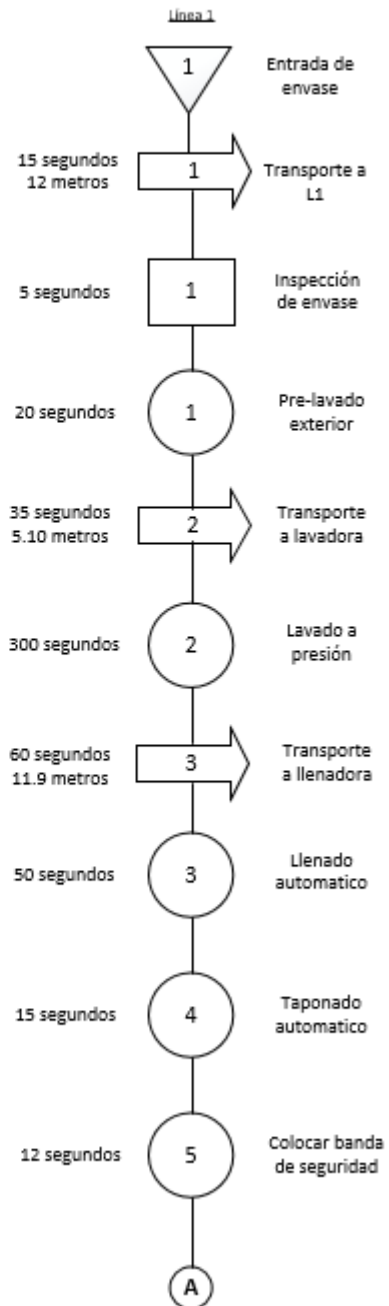 Línea 1
1
Entrada de
envase
15 segundos
12 metros
1
Transporte a
L1
5 segundos
1
Inspección
de envase
20 segundos
1
Pre-lavado
exterior
35 segundos
5.10 metros
2
Transporte
a lavadora
300 segundos
2
Lavado a
presión
60 segundos
11.9 metros
3
Transporte
a llenadora
50 segundos
3
Llenado
automatico
15 segundos
4
Taponado
automatico
12 segundos
5
Colocar banda
de seguridad
A